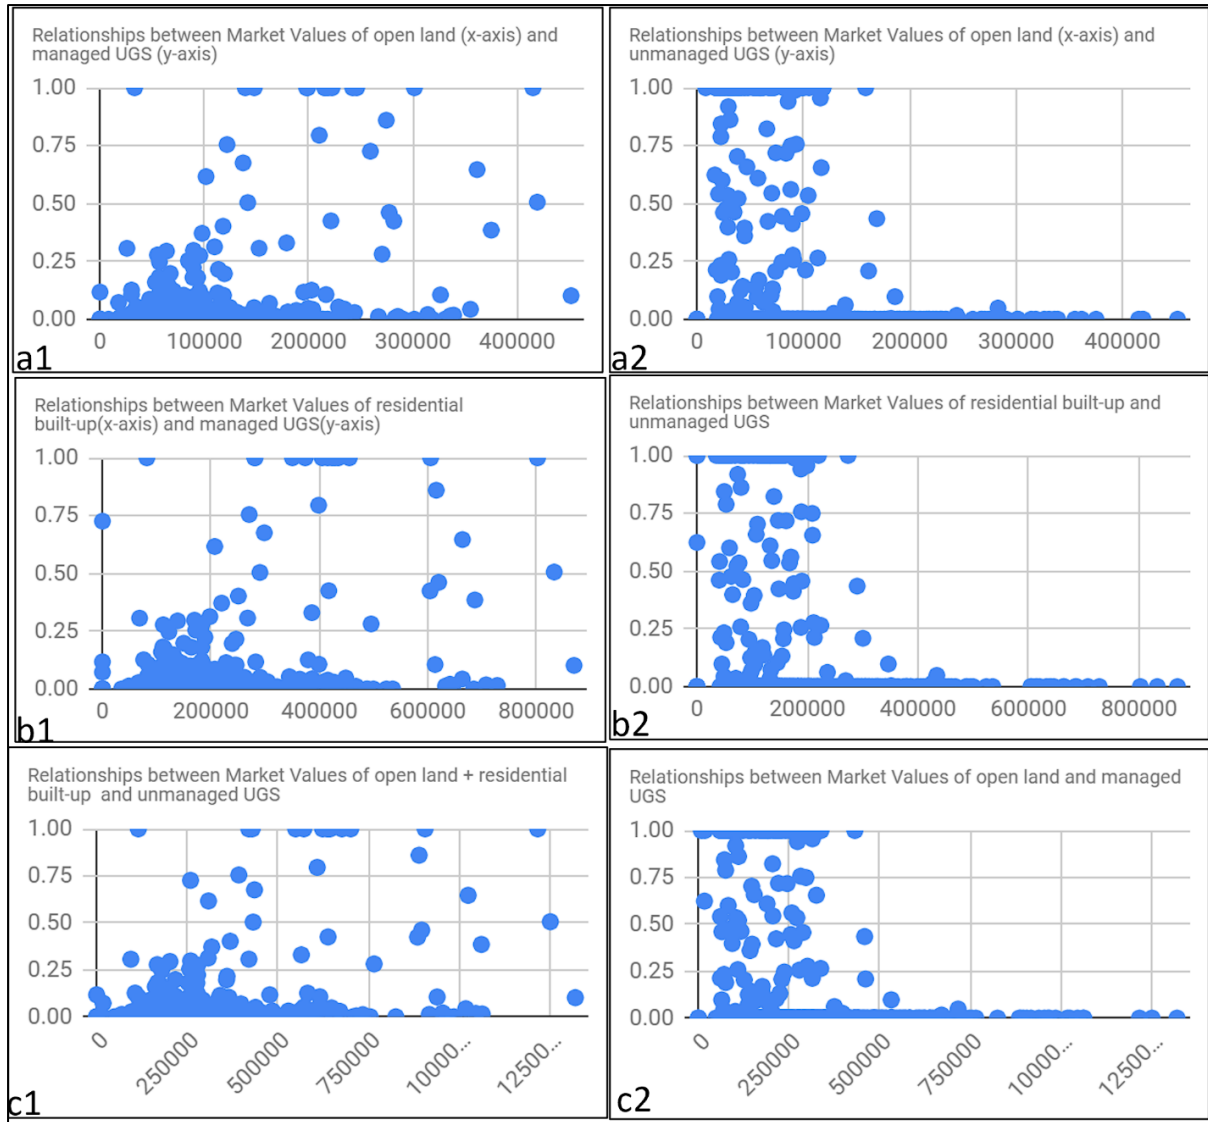 Relationships between Market Values of open land (x-axis) and
managed UGS (y-axis)
1.00
0.75
0.50
0.25
0.00
0 100000 200000 300000 400000
a1
Relationships between Market Values of open land (x-axis) and
unmanaged UGS (y-axis)
1.00
0.75
0.50
0.25
0.00
0 100000 200000 300000 400000
a2
Relationships between Market Values of residential
built-up(x-axis) and managed UGS(y-axis)
1.00
0.75
0.50
0.25
0.00
0 200000 400000 600000 800000
b1
Relationships between Market Values of residential built-up and
unmanaged UGS
1.00
0.75
0.50
0.25
0.00
0 200000 400000 600000 800000
b2
Relationships between Market Values of open land + residential
built-up and unmanaged UGS
1.00
0.75
0.50
0.25
0.00
0 250000 500000 750000 10000... 12500...
c1
Relationships between Market Values of open land and managed
UGS
1.00
0.75
0.50
0.25
0.00
0 250000 500000 750000 10000... 12500...
c2